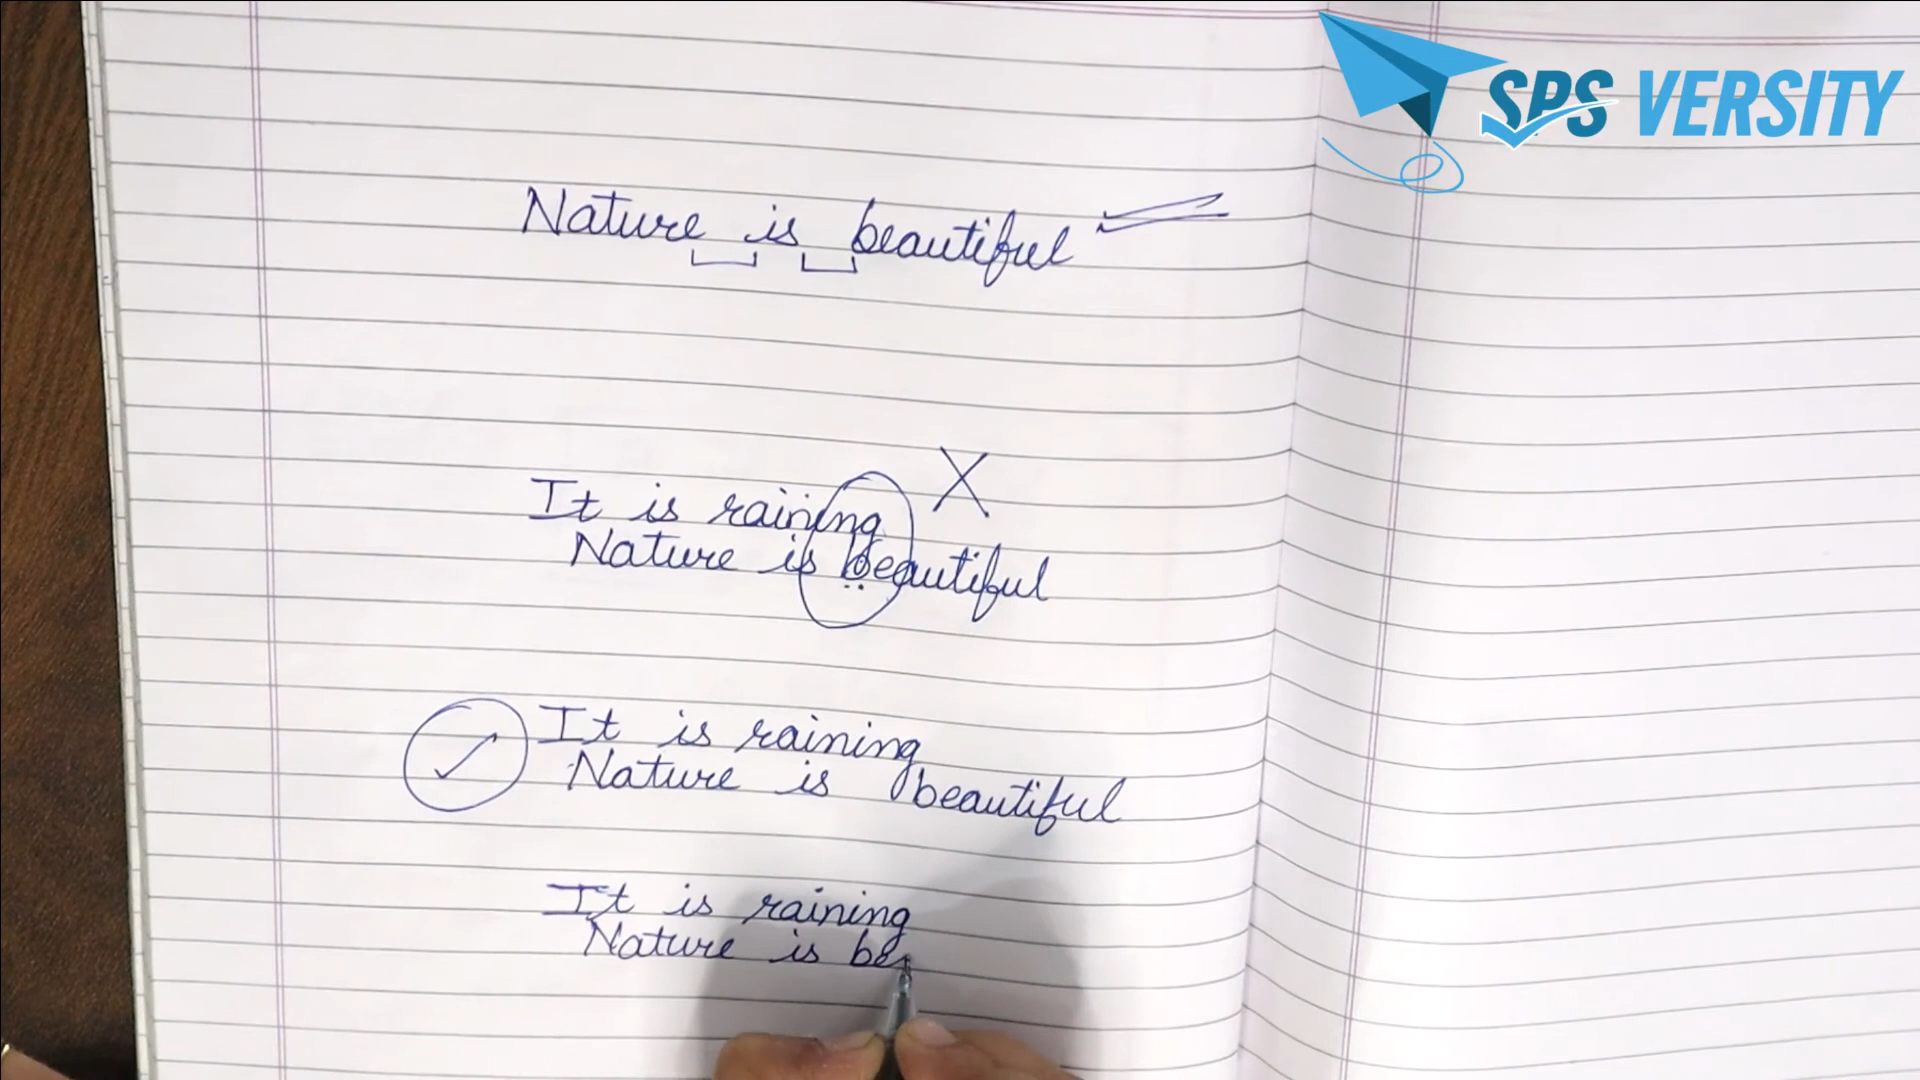 SPS VERSITY
Nature is beautiful
It is raining
Nature is beautiful
It is raining
Nature is beautiful
It is raining
Nature is be